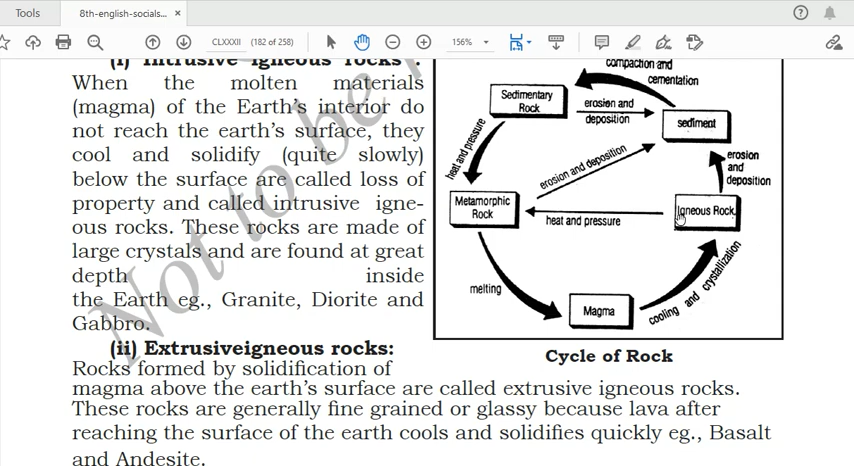 Tools
8th-english-socials... ×
CLXXXII (182 of 258)
156%
(i) Intrusive igneous rocks :
When the molten materials
(magma) of the Earth's interior do
not reach the earth's surface, they
cool and solidify (quite slowly)
below the surface are called loss of
property and called intrusive igne-
ous rocks. These rocks are made of
large crystals and are found at great
depth inside
the Earth eg., Granite, Diorite and
Gabbro.
(ii) Extrusiveigneous rocks:
Rocks formed by solidification of
magma above the earth's surface are called extrusive igneous rocks.
These rocks are generally fine grained or glassy because lava after
reaching the surface of the earth cools and solidifies quickly eg., Basalt
and Andesite.
compaction and
cementation
Sedimentary
Rock
erosion and
deposition
sediment
heat and pressure
erosion and deposition
erosion
and
deposition
Metamorphic
Rock
heat and pressure
Igneous Rock
melting
Magma
cooling and crystallization
Cycle of Rock
Not to be